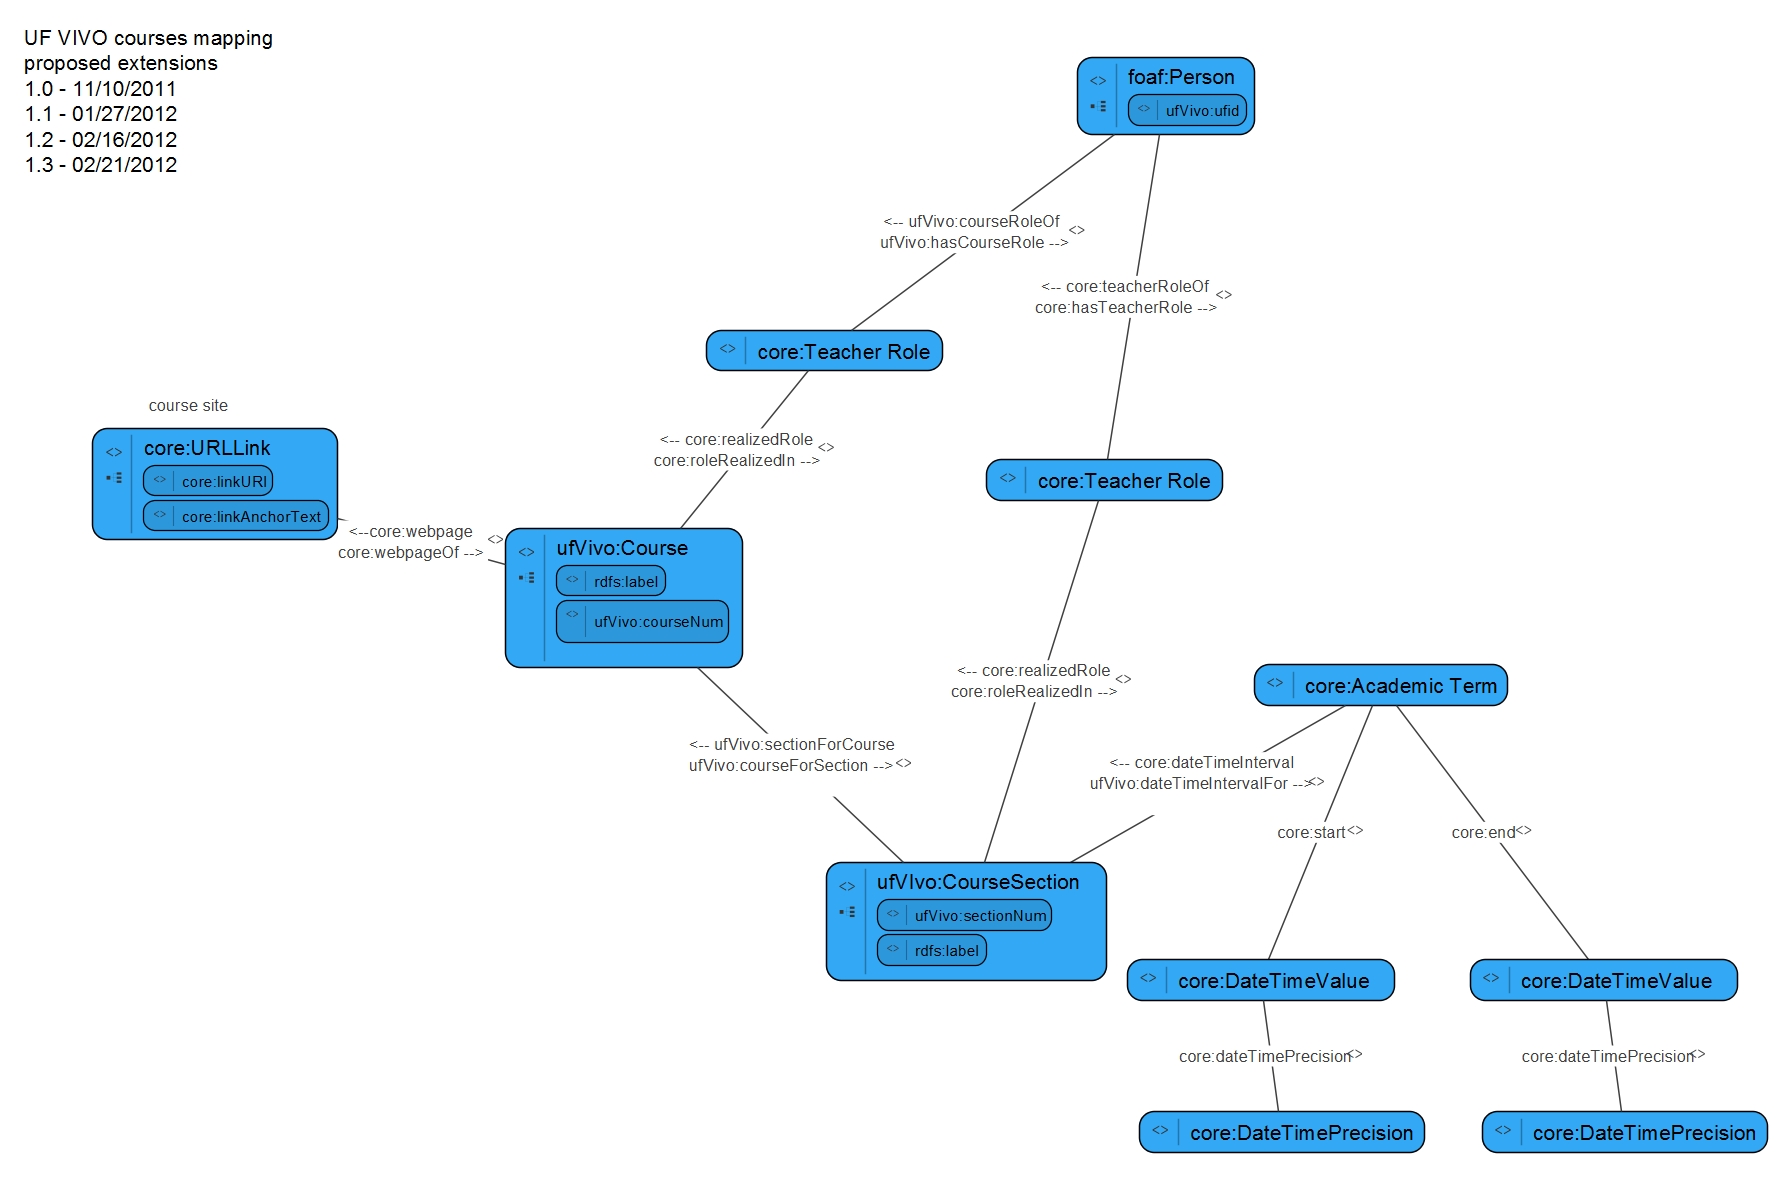 UF VIVO courses mapping
proposed extensions
1.0 - 11/10/2011
1.1 - 01/27/2012
1.2 - 02/16/2012
1.3 - 02/21/2012
<> foaf:Person
<> ufVivo:ufid
<-- ufVivo:courseRoleOf
ufVivo:hasCourseRole --> <>
<-- core:teacherRoleOf
core:hasTeacherRole --> <>
<> core:Teacher Role
course site
<> core:URLLink
<> core:linkURI
<> core:linkAnchorText
<-- core:realizedRole
core:roleRealizedIn --> <>
<> core:Teacher Role
<--core:webpage
core:webpageOf --> <>
<> ufVivo:Course
<> rdfs:label
<> ufVivo:courseNum
<-- core:realizedRole
core:roleRealizedIn --> <>
<> core:Academic Term
<-- ufVivo:sectionForCourse
ufVivo:courseForSection --> <>
<-- core:dateTimeInterval
ufVivo:dateTimeIntervalFor --> <>
core:start <>
core:end <>
<> ufVIvo:CourseSection
<> ufVivo:sectionNum
<> rdfs:label
<> core:DateTimeValue
<> core:DateTimeValue
core:dateTimePrecision <>
core:dateTimePrecision <>
<> core:DateTimePrecision
<> core:DateTimePrecision